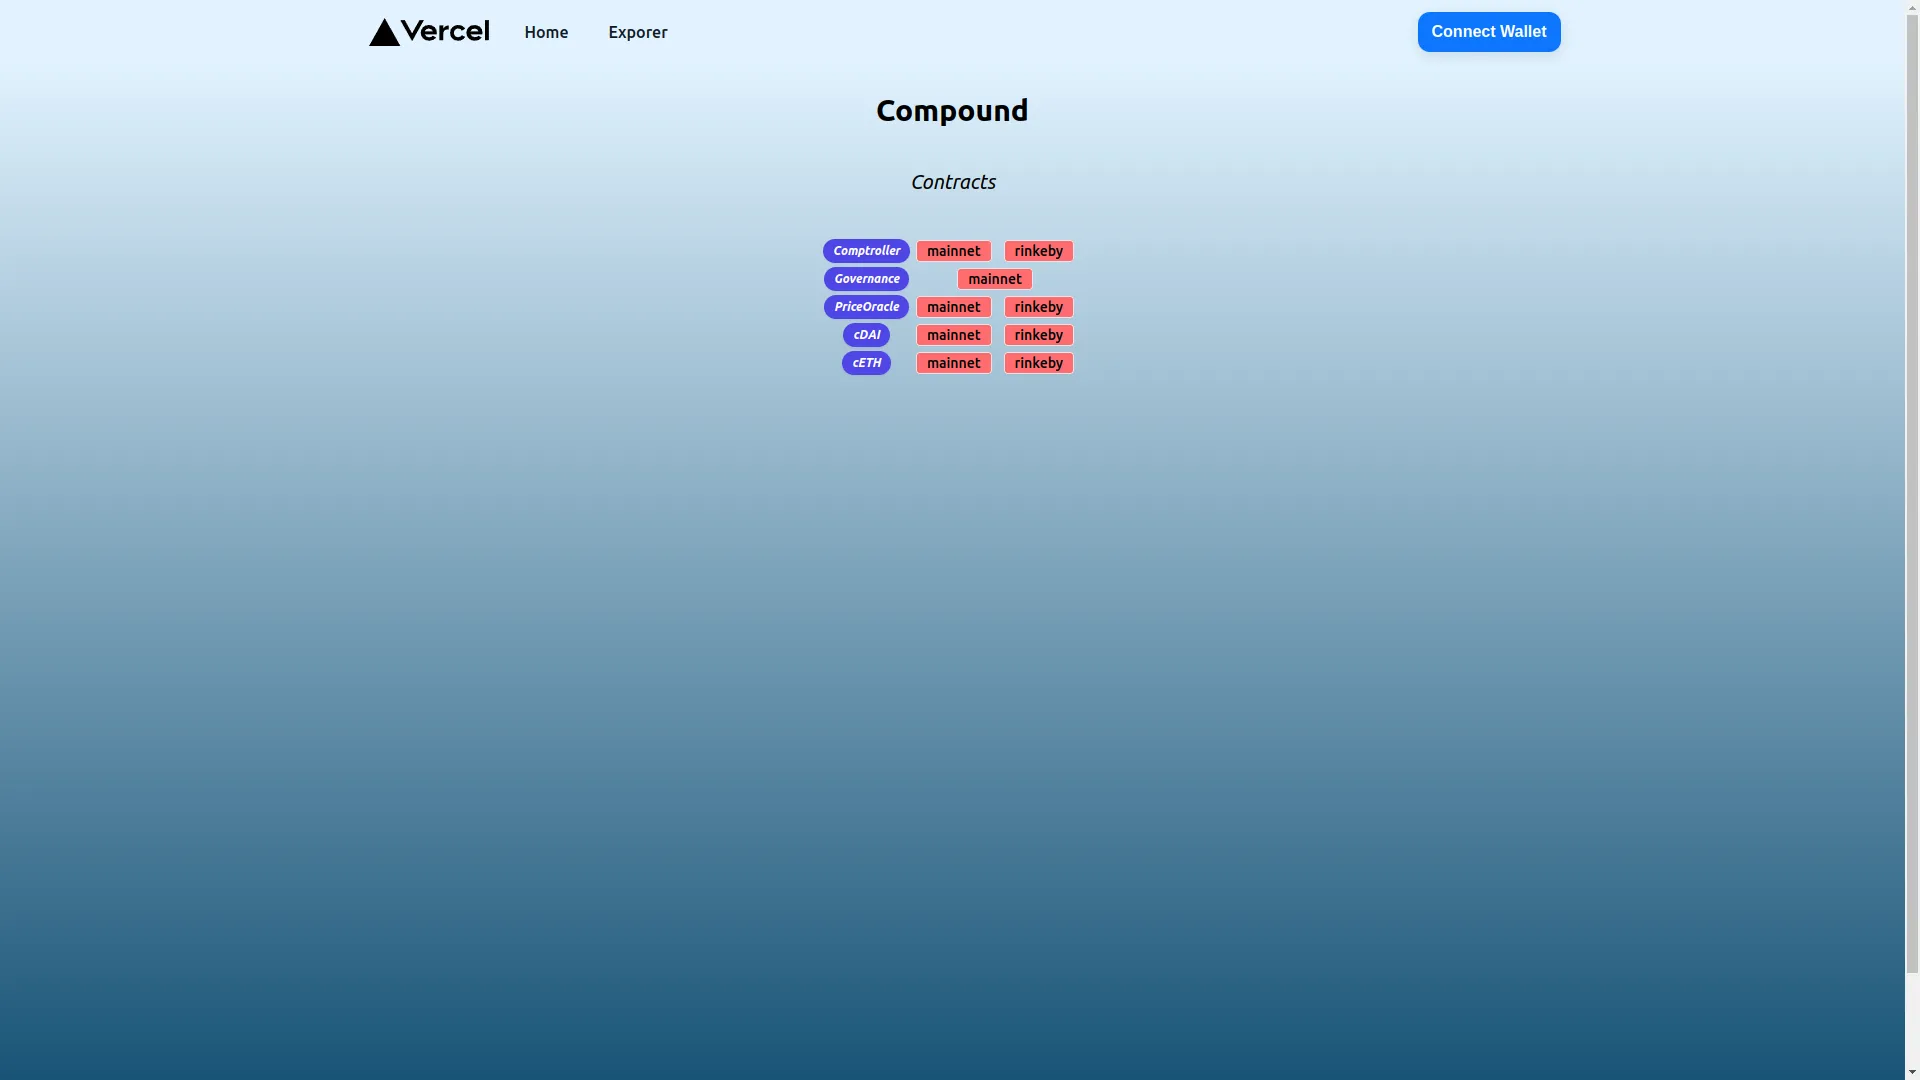 Vercel Home Exporer Connect Wallet
Compound
Contracts
Comptroller mainnet rinkeby
Governance mainnet
PriceOracle mainnet rinkeby
cDAI mainnet rinkeby
cETH mainnet rinkeby